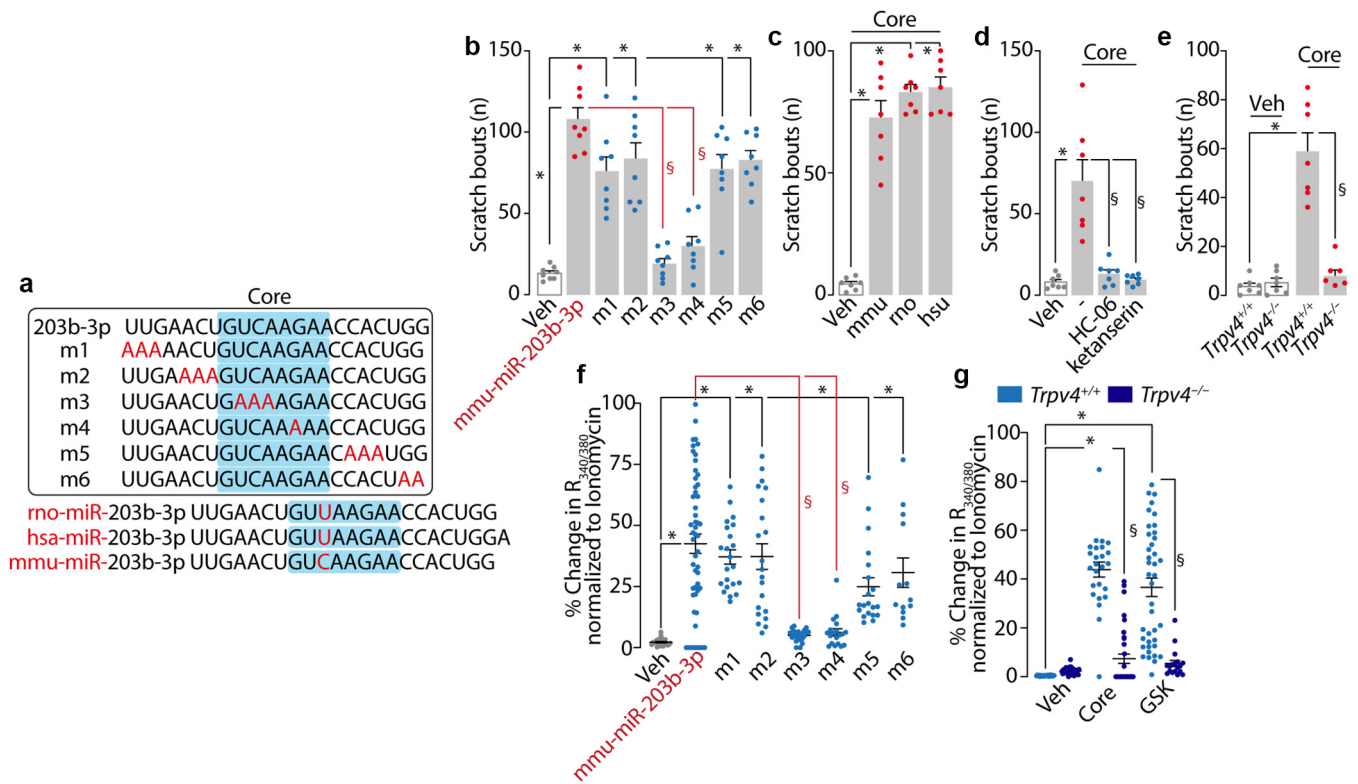 a
Core
203b-3p UUGAACUGUCAAGAACCACUGG
m1 AAAAACUGUCAAGAACCACUGG
m2 UUGAAAAGUCAAGAACCACUGG
m3 UUGAACUGAAAAGAACCACUGG
m4 UUGAACUGUCAAAAACCACUGG
m5 UUGAACUGUCAAGAACAAAUGG
m6 UUGAACUGUCAAGAACCACUAA
rno-miR-203b-3p UUGAACUGUUAAGAACCACUGG
hsa-miR-203b-3p UUGAACUGUUAAGAACCACUGGA
mmu-miR-203b-3p UUGAACUGUCAAGAACCACUGG
b
Scratch bouts (n)
150
100
50
0
* * * * * § §
Veh mmu-miR-203b-3p m1 m2 m3 m4 m5 m6
c
Core
Scratch bouts (n)
100
50
0
* * *
Veh mmu rno hsu
d
Core
Scratch bouts (n)
150
100
50
0
* § §
Veh - HC-06 ketanserin
e
Core
Veh
Scratch bouts (n)
100
80
60
40
20
0
* §
Trpv4+/+ Trpv4−/− Trpv4+/+ Trpv4−/−
f
% Change in R340/380
normalized to Ionomycin
100
75
50
25
0
* * * * * § §
Veh mmu-miR-203b-3p m1 m2 m3 m4 m5 m6
g
Trpv4+/+ Trpv4−/−
% Change in R340/380
normalized to Ionomycin
100
80
60
40
20
0
* * § §
Veh Core GSK